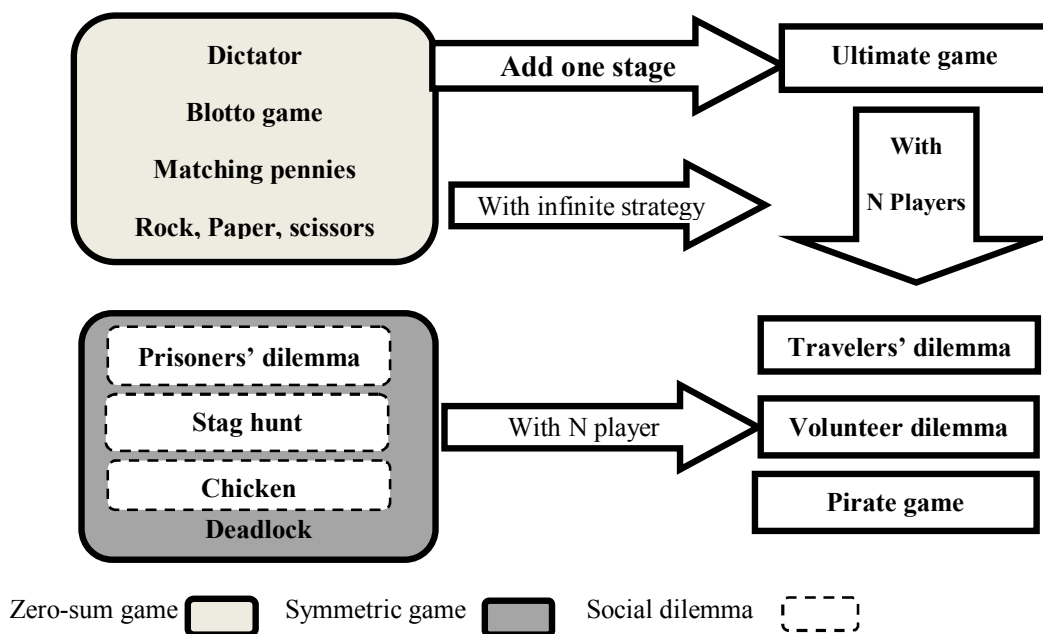 Dictator
Blotto game
Matching pennies
Rock, Paper, scissors
Add one stage
Ultimate game
With infinite strategy
With
N Players
Prisoners’ dilemma
Stag hunt
Chicken
Deadlock
With N player
Travelers’ dilemma
Volunteer dilemma
Pirate game
Zero-sum game
Symmetric game
Social dilemma